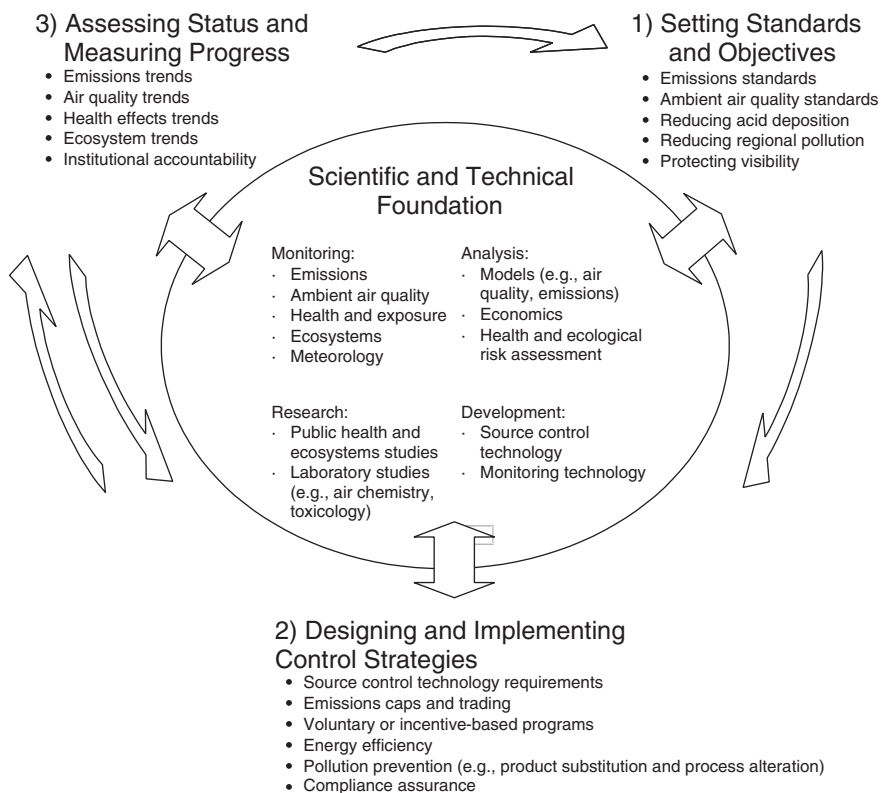 3) Assessing Status and
Measuring Progress
• Emissions trends
• Air quality trends
• Health effects trends
• Ecosystem trends
• Institutional accountability
1) Setting Standards
and Objectives
• Emissions standards
• Ambient air quality standards
• Reducing acid deposition
• Reducing regional pollution
• Protecting visibility
Scientific and Technical
Foundation
Monitoring:
· Emissions
· Ambient air quality
· Health and exposure
· Ecosystems
· Meteorology
Analysis:
· Models (e.g., air
quality, emissions)
· Economics
· Health and ecological
risk assessment
Research:
· Public health and
ecosystems studies
· Laboratory studies
(e.g., air chemistry,
toxicology)
Development:
· Source control
technology
· Monitoring technology
2) Designing and Implementing
Control Strategies
• Source control technology requirements
• Emissions caps and trading
• Voluntary or incentive-based programs
• Energy efficiency
• Pollution prevention (e.g., product substitution and process alteration)
• Compliance assurance